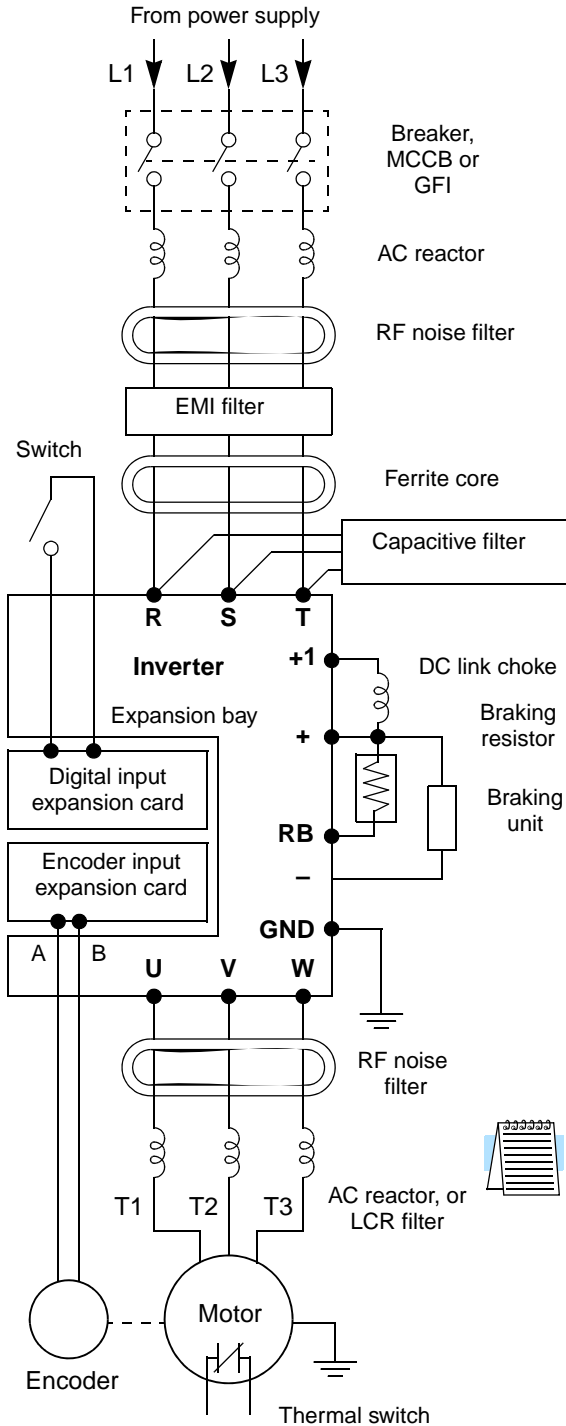 From power supply
L1 L2 L3
Breaker,
MCCB or
GFI
AC reactor
RF noise filter
EMI filter
Switch
Ferrite core
Capacitive filter
R S T
Inverter
+1
DC link choke
Expansion bay
+
Braking
resistor
Digital input
expansion card
Braking
unit
RB
Encoder input
expansion card
–
GND
A B
U V W
RF noise
filter
T1 T2 T3
AC reactor, or
LCR filter
Motor
Encoder
Thermal switch